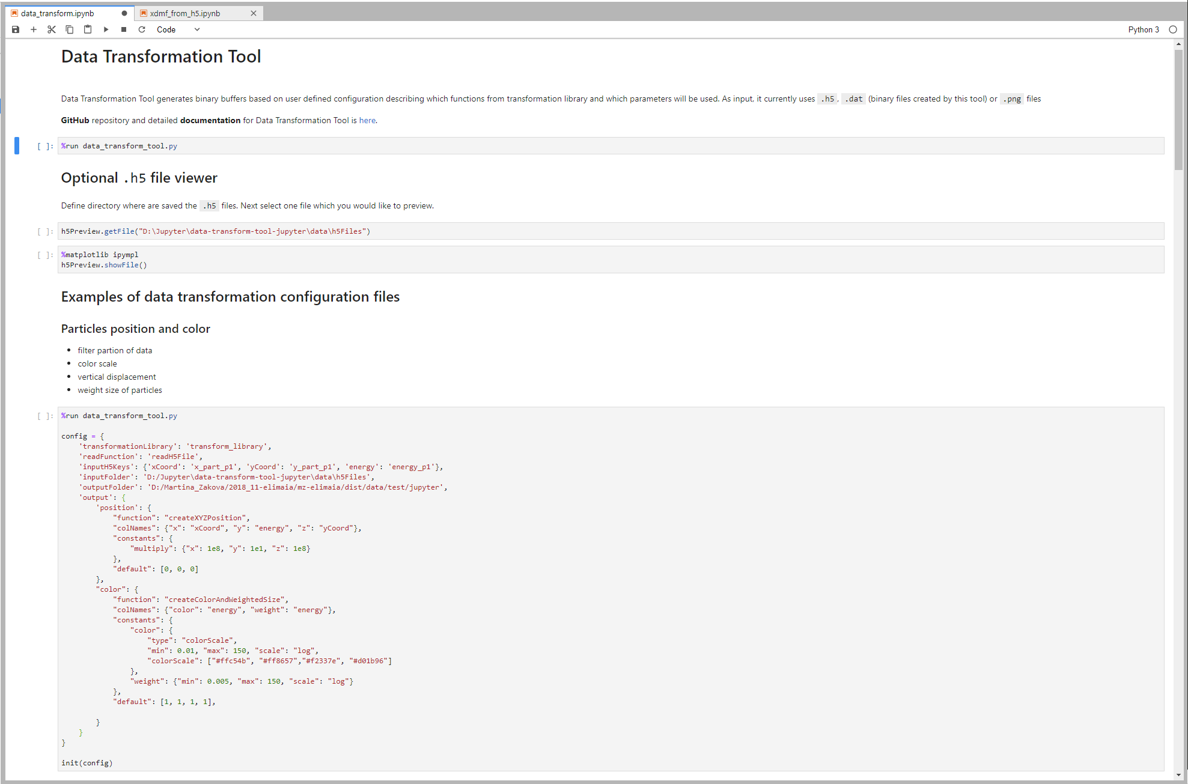 data_transform.ipynb
xdmf_from_h5.ipynb
Code
Python 3
Data Transformation Tool
Data Transformation Tool generates binary buffers based on user defined configuration describing which functions from transformation library and which parameters will be used. As input, it currently uses .h5 , .dat (binary files created by this tool) or .png files
GitHub repository and detailed documentation for Data Transformation Tool is here.
[ ]: %run data_transform_tool.py
Optional .h5 file viewer
Define directory where are saved the .h5 files. Next select one file which you would like to preview.
[ ]: h5Preview.getFile("D:\Jupyter\data-transform-tool-jupyter\data\h5Files")
[ ]: %matplotlib ipympl
h5Preview.showFile()
Examples of data transformation configuration files
Particles position and color
• filter partion of data
• color scale
• vertical displacement
• weight size of particles
[ ]: %run data_transform_tool.py
config = {
'transformationLibrary': 'transform_library',
'readFunction': 'readH5File',
'inputH5Keys': {'xCoord': 'x_part_p1', 'yCoord': 'y_part_p1', 'energy': 'energy_p1'},
'inputFolder': 'D:/Jupyter\data-transform-tool-jupyter\data\h5Files',
'outputFolder': 'D:/Martina_Zakova/2018_11-elimaia/mz-elimaia/dist/data/test/jupyter',
'output': {
'position': {
"function": "createXYZPosition",
"colNames": {"x": "xCoord", "y": "energy", "z": "yCoord"},
"constants": {
"multiply": {"x": 1e8, "y": 1e1, "z": 1e8}
},
"default": [0, 0, 0]
},
"color": {
"function": "createColorAndWeightedSize",
"colNames": {"color": "energy", "weight": "energy"},
"constants": {
"color": {
"type": "colorScale",
"min": 0.01, "max": 150, "scale": "log",
"colorScale": ["#ffc54b", "#ff8657","#f2337e", "#d01b96"]
},
"weight": {"min": 0.005, "max": 150, "scale": "log"}
},
"default": [1, 1, 1, 1],
}
}
}
init(config)